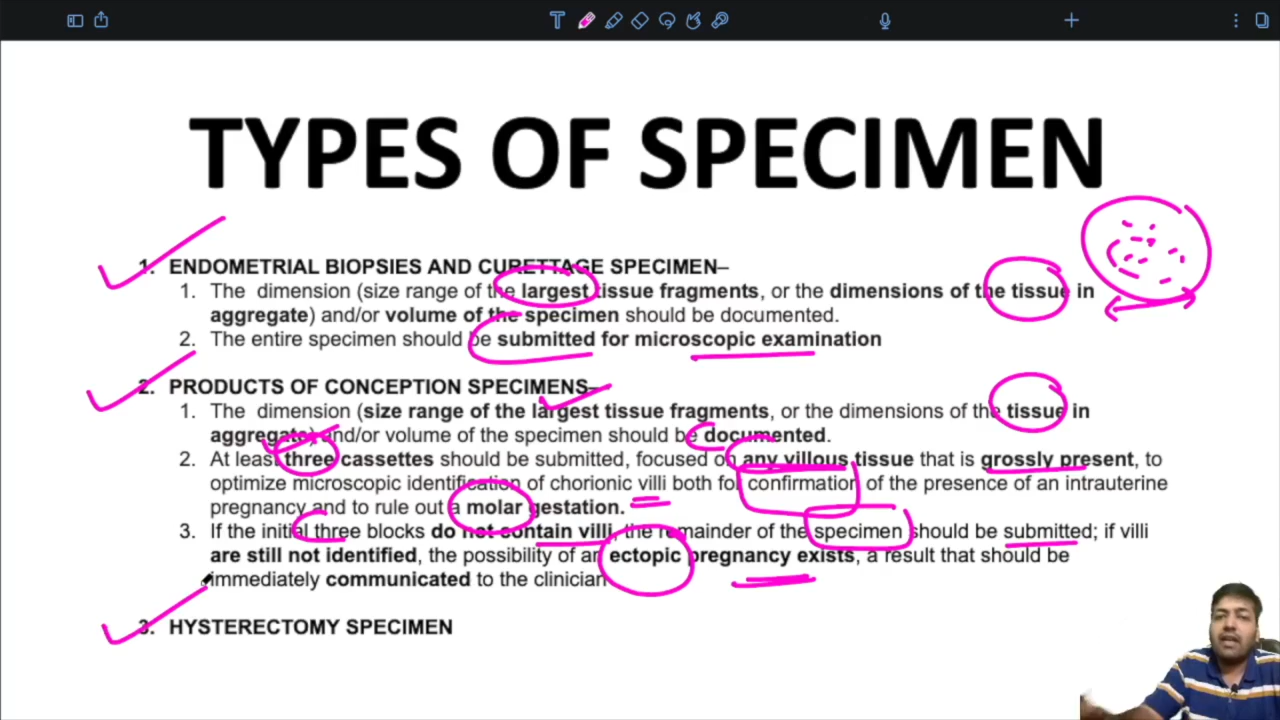 TYPES OF SPECIMEN
1. ENDOMETRIAL BIOPSIES AND CURETTAGE SPECIMEN–
1. The dimension (size range of the largest tissue fragments, or the dimensions of the tissue in
aggregate) and/or volume of the specimen should be documented.
2. The entire specimen should be submitted for microscopic examination
2. PRODUCTS OF CONCEPTION SPECIMENS–
1. The dimension (size range of the largest tissue fragments, or the dimensions of the tissue in
aggregate) and/or volume of the specimen should be documented.
2. At least three cassettes should be submitted, focused on any villous tissue that is grossly present, to
optimize microscopic identification of chorionic villi both for confirmation of the presence of an intrauterine
pregnancy and to rule out a molar gestation.
3. If the initial three blocks do not contain villi, the remainder of the specimen should be submitted; if villi
are still not identified, the possibility of an ectopic pregnancy exists, a result that should be
immediately communicated to the clinician
3. HYSTERECTOMY SPECIMEN